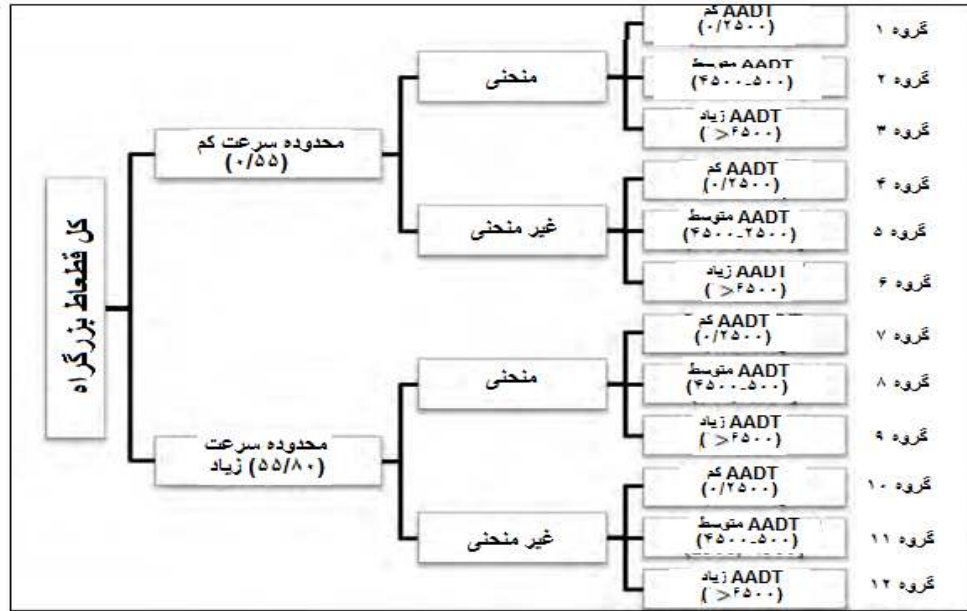 کل قطعاط بزرگراه
محدوده سرعت کم
(۰/۵۵)
منحنی
AADT کم
(۰/۲۵۰۰)
گروه ۱
AADT متوسط
(۴۵۰۰-۵۰۰)
گروه ۲
AADT زیاد
( >۴۵۰۰)
گروه ۳
غیر منحنی
AADT کم
(۰/۲۵۰۰)
گروه ۴
AADT متوسط
(۴۵۰۰-۲۵۰۰)
گروه ۵
AADT زیاد
( >۴۵۰۰)
گروه ۶
محدوده سرعت
زیاد (۵۵/۸۰)
منحنی
AADT کم
(۰/۲۵۰۰)
گروه ۷
AADT متوسط
(۴۵۰۰-۵۰۰)
گروه ۸
AADT زیاد
( >۴۵۰۰)
گروه ۹
غیر منحنی
AADT کم
(۰/۲۵۰۰)
گروه ۱۰
AADT متوسط
(۴۵۰۰-۵۰۰)
گروه ۱۱
AADT زیاد
( >۴۵۰۰)
گروه ۱۲